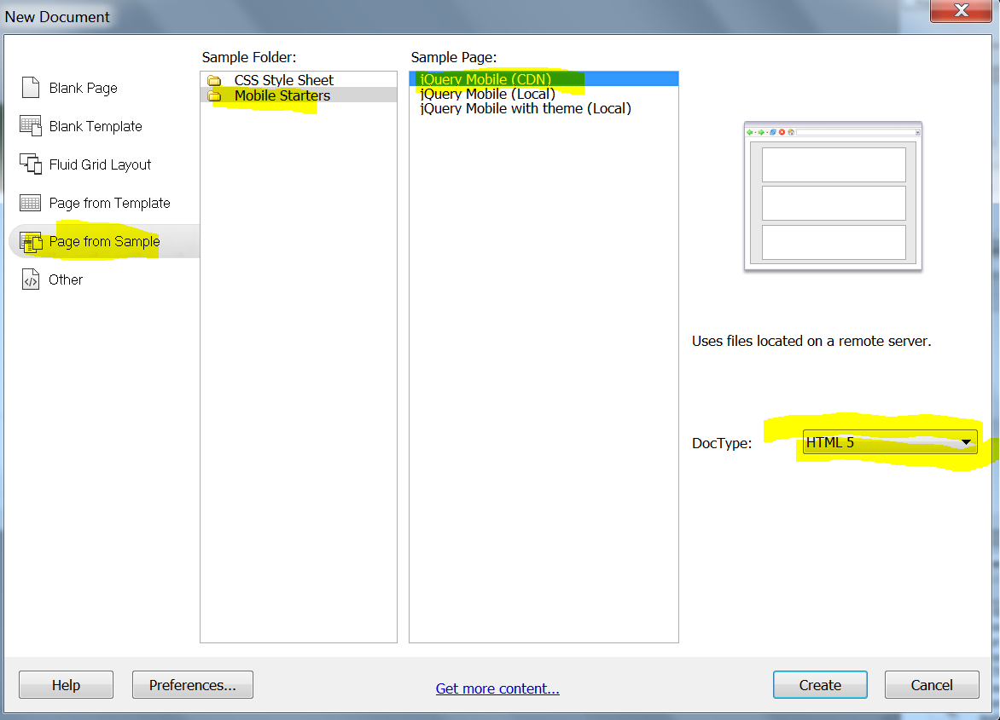 New Document
Blank Page
Blank Template
Fluid Grid Layout
Page from Template
Page from Sample
Other
Sample Folder:
CSS Style Sheet
Mobile Starters
Sample Page:
jQuery Mobile (CDN)
jQuery Mobile (Local)
jQuery Mobile with theme (Local)
Uses files located on a remote server.
DocType: HTML 5
Help Preferences... Get more content... Create Cancel